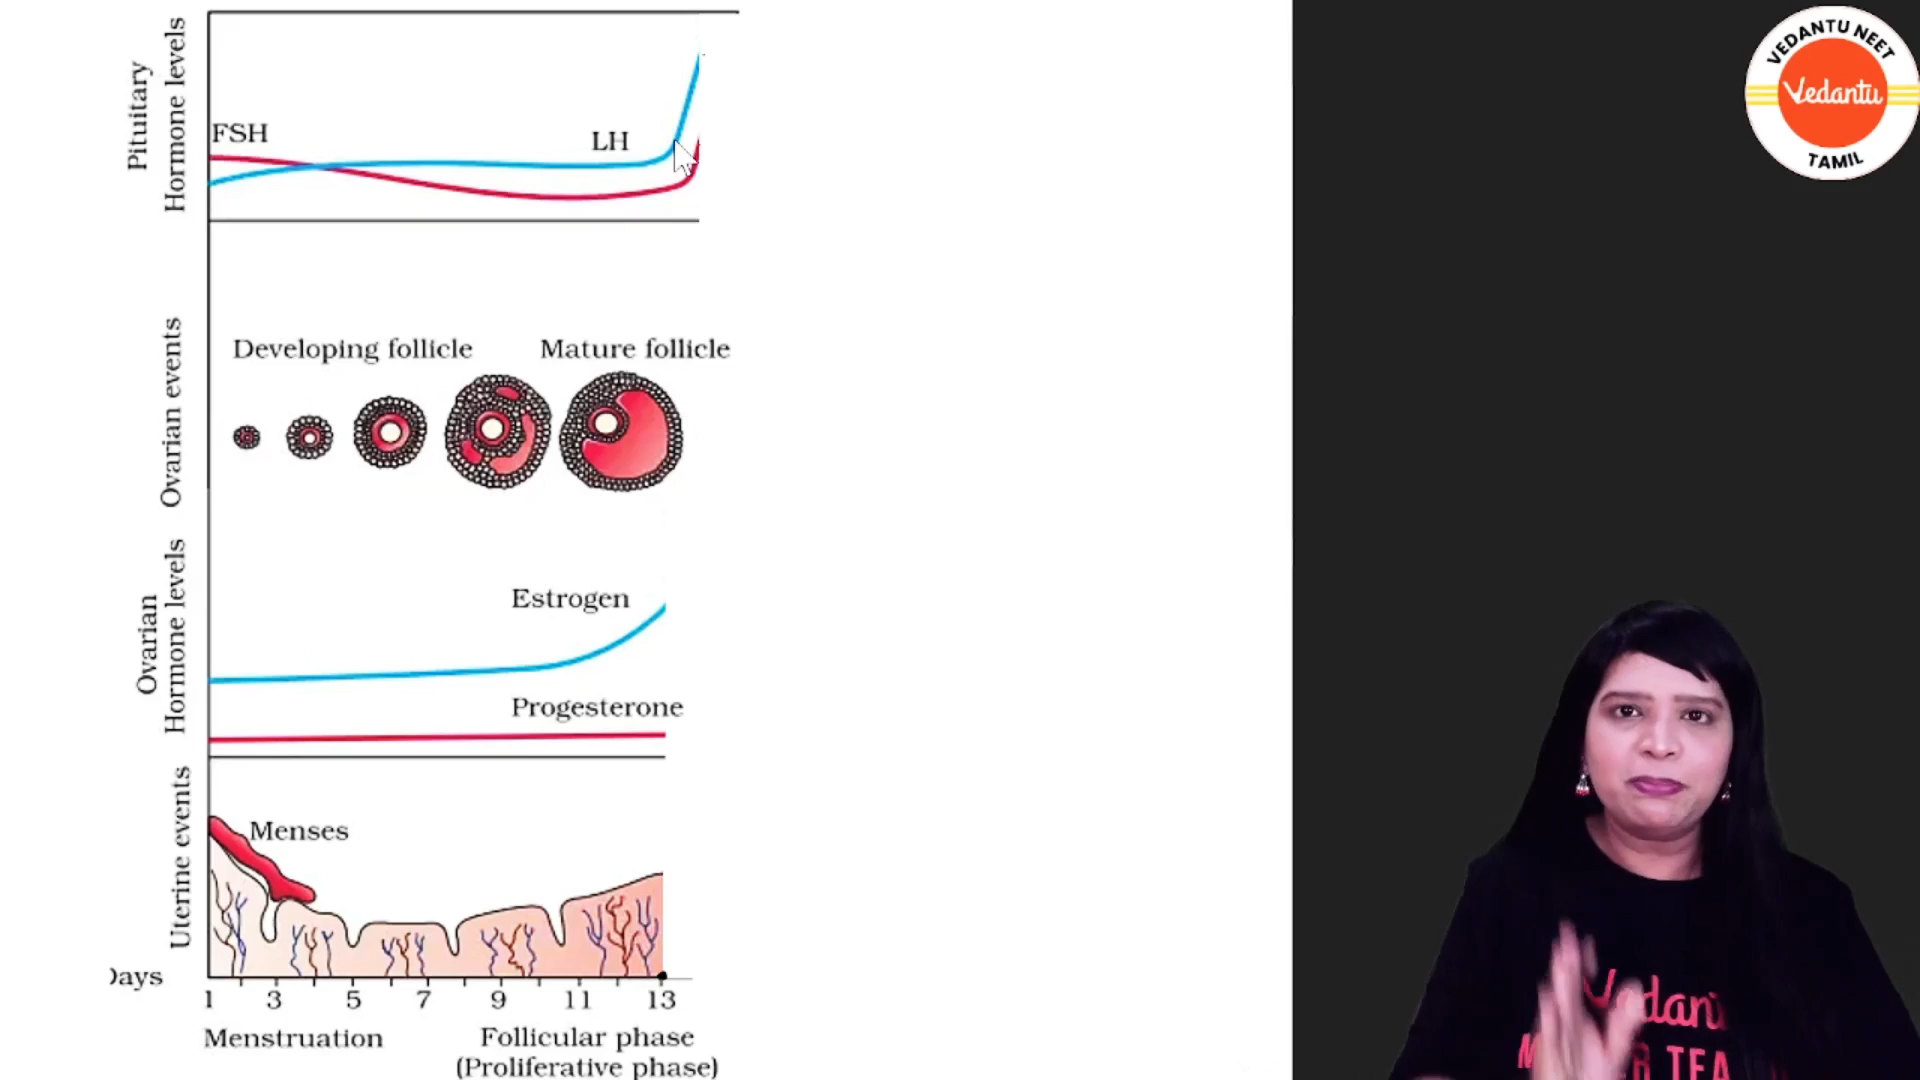 Pituitary
Hormone levels
FSH
LH
Ovarian events
Developing follicle
Mature follicle
Ovarian
Hormone levels
Estrogen
Progesterone
Uterine events
Menses
ays
1 3 5 7 9 11 13
Menstruation
Follicular phase
(Proliferative phase)
VEDANTU NEET
Vedantu
TAMIL